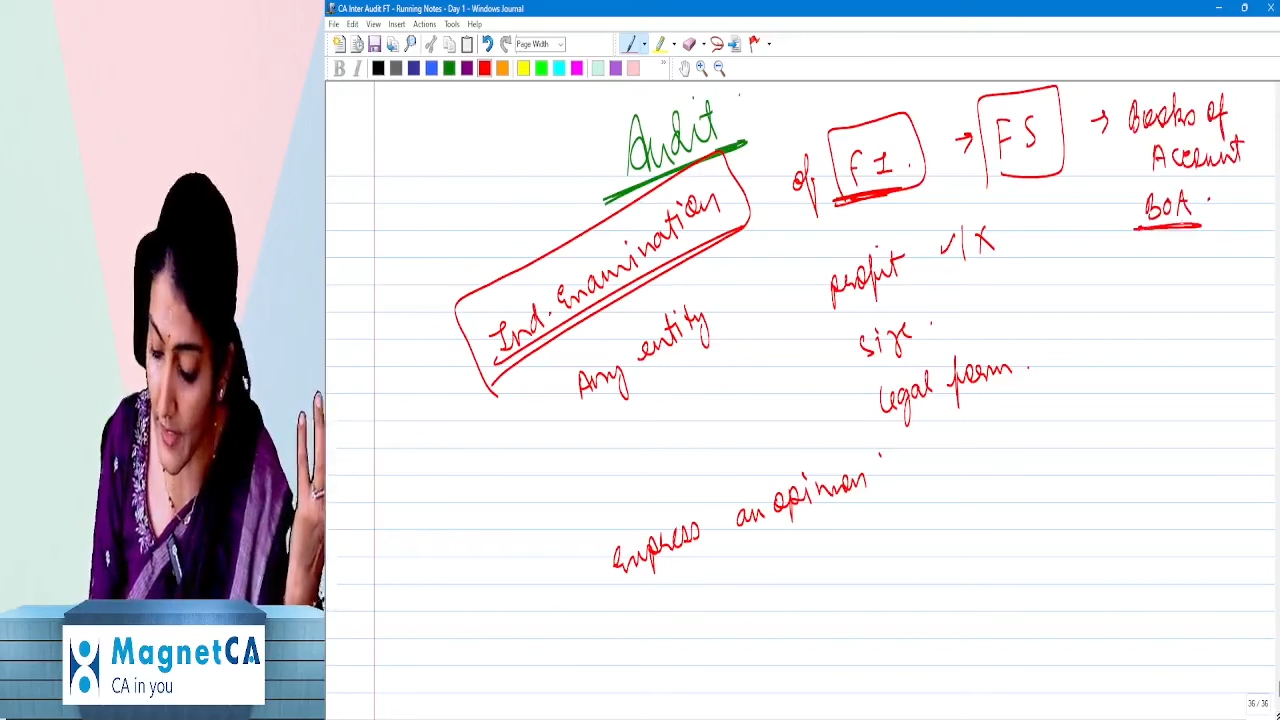 CA Inter Audit FT - Running Notes - Day 1 - Windows Journal
File Edit View Insert Actions Tools Help
Page Width
B I
Audit
Ind. Examination of FI. → FS → Books of
Account
BOA.
Any entity
profit ✓/X
size.
legal form.
Express an opinion
MagnetCA
CA in you
36 / 36